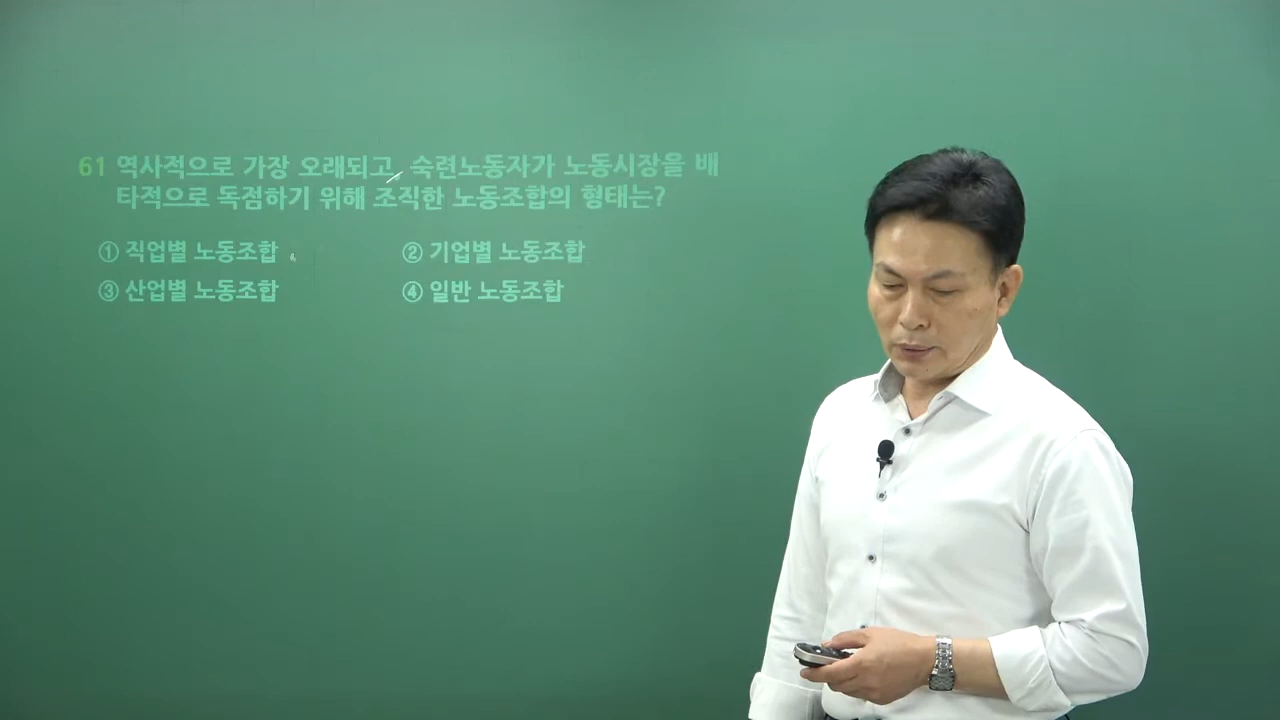 61 역사적으로 가장 오래되고, 숙련노동자가 노동시장을 배
타적으로 독점하기 위해 조직한 노동조합의 형태는?
① 직업별 노동조합 ② 기업별 노동조합
③ 산업별 노동조합 ④ 일반 노동조합